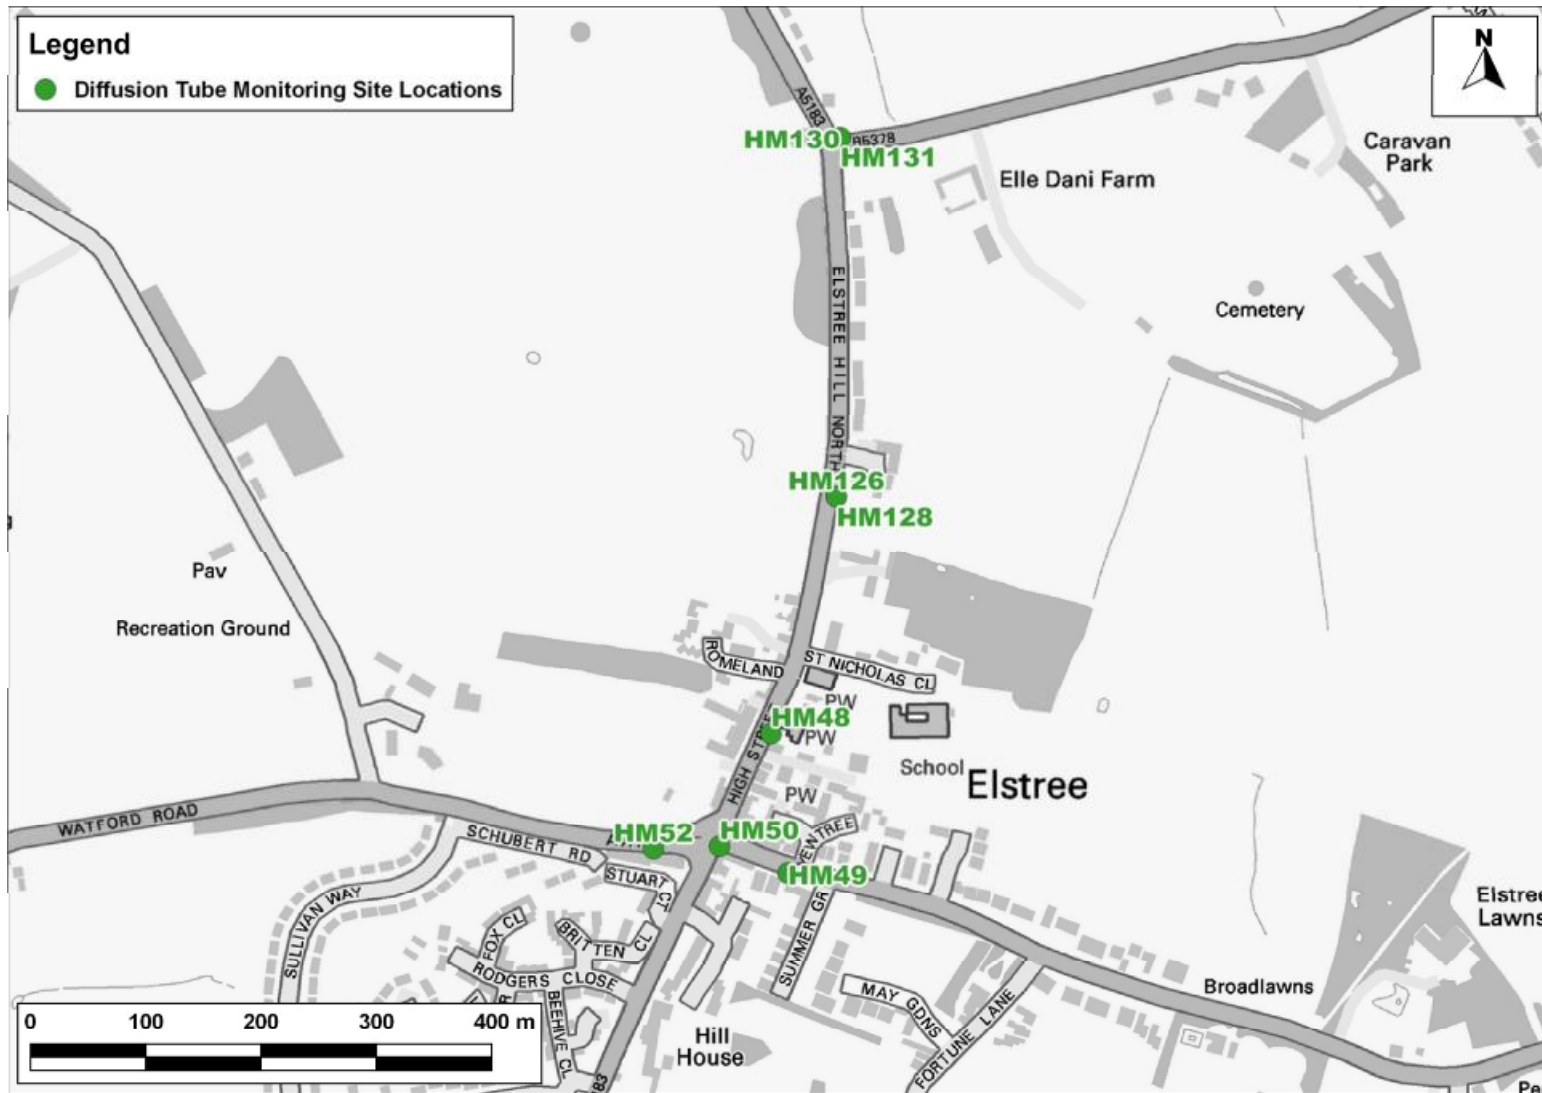 Legend
Diffusion Tube Monitoring Site Locations
N
A5183
HM130
B5378
HM131
Caravan
Park
Elle Dani Farm
ELSTREE HILL NORTH
Cemetery
HM126
HM128
Pav
Recreation Ground
ROMELAND
ST NICHOLAS CL
PW
HM48
PW
HIGH STREET
School
Elstree
PW
WATFORD ROAD
SCHUBERT RD
HM52
HM50
HM49
STUART CT
SULLIVAN WAY
FOX CL
BRITTEN CL
RODGERS CLOSE
BEEHIVE CL
SUMMER GR
MAY GDNS
FORTUNE LANE
Elstree
Lawns
Broadlawns
Hill
House
0 100 200 300 400 m